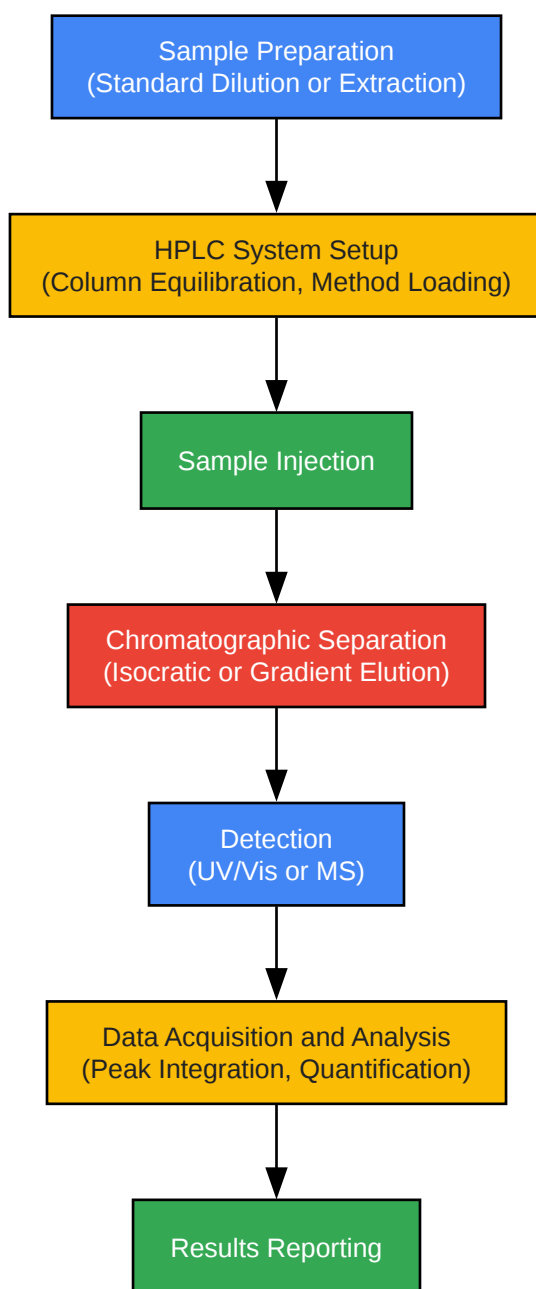 Sample Preparation
(Standard Dilution or Extraction)
HPLC System Setup
(Column Equilibration, Method Loading)
Sample Injection
Chromatographic Separation
(Isocratic or Gradient Elution)
Detection
(UV/Vis or MS)
Data Acquisition and Analysis
(Peak Integration, Quantification)
Results Reporting